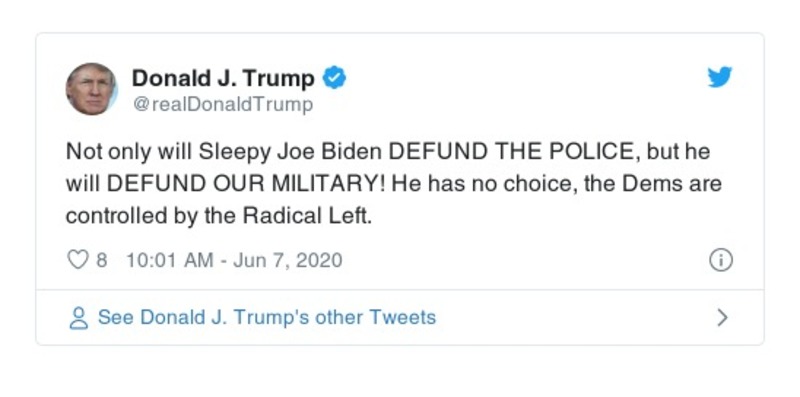 Donald J. Trump
@realDonaldTrump
Not only will Sleepy Joe Biden DEFUND THE POLICE, but he
will DEFUND OUR MILITARY! He has no choice, the Dems are
controlled by the Radical Left.
8 10:01 AM - Jun 7, 2020
See Donald J. Trump's other Tweets